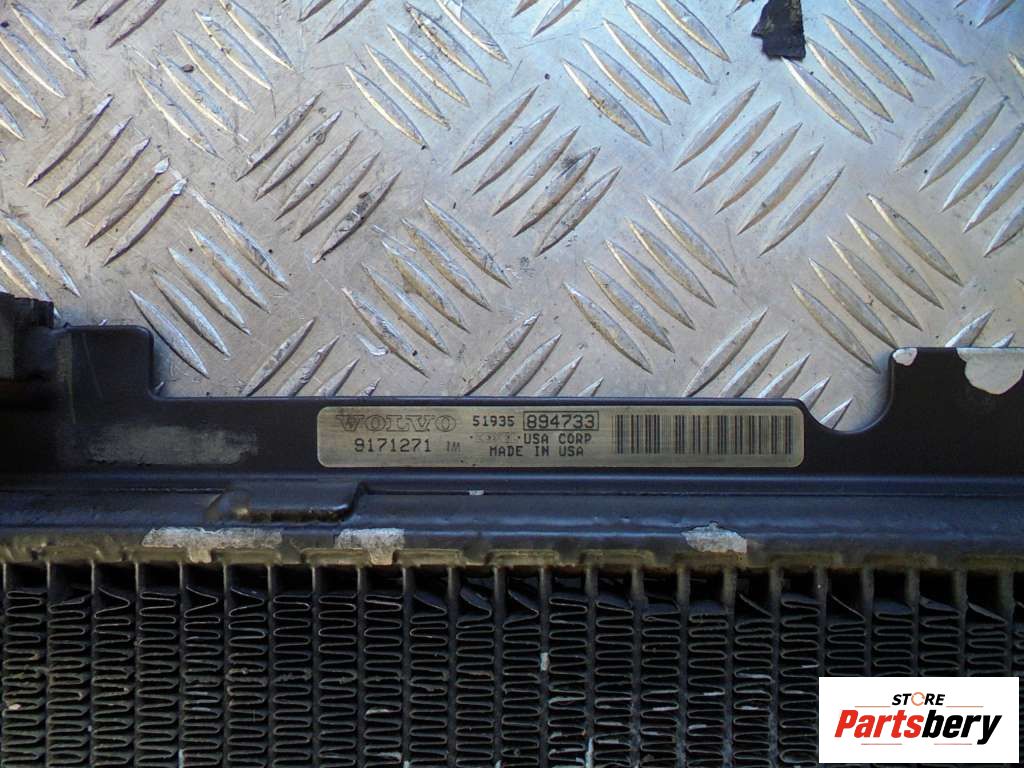 VOLVO 51935 894733
9171271 USA CORP
MADE IN USA
STORE
Partsbery